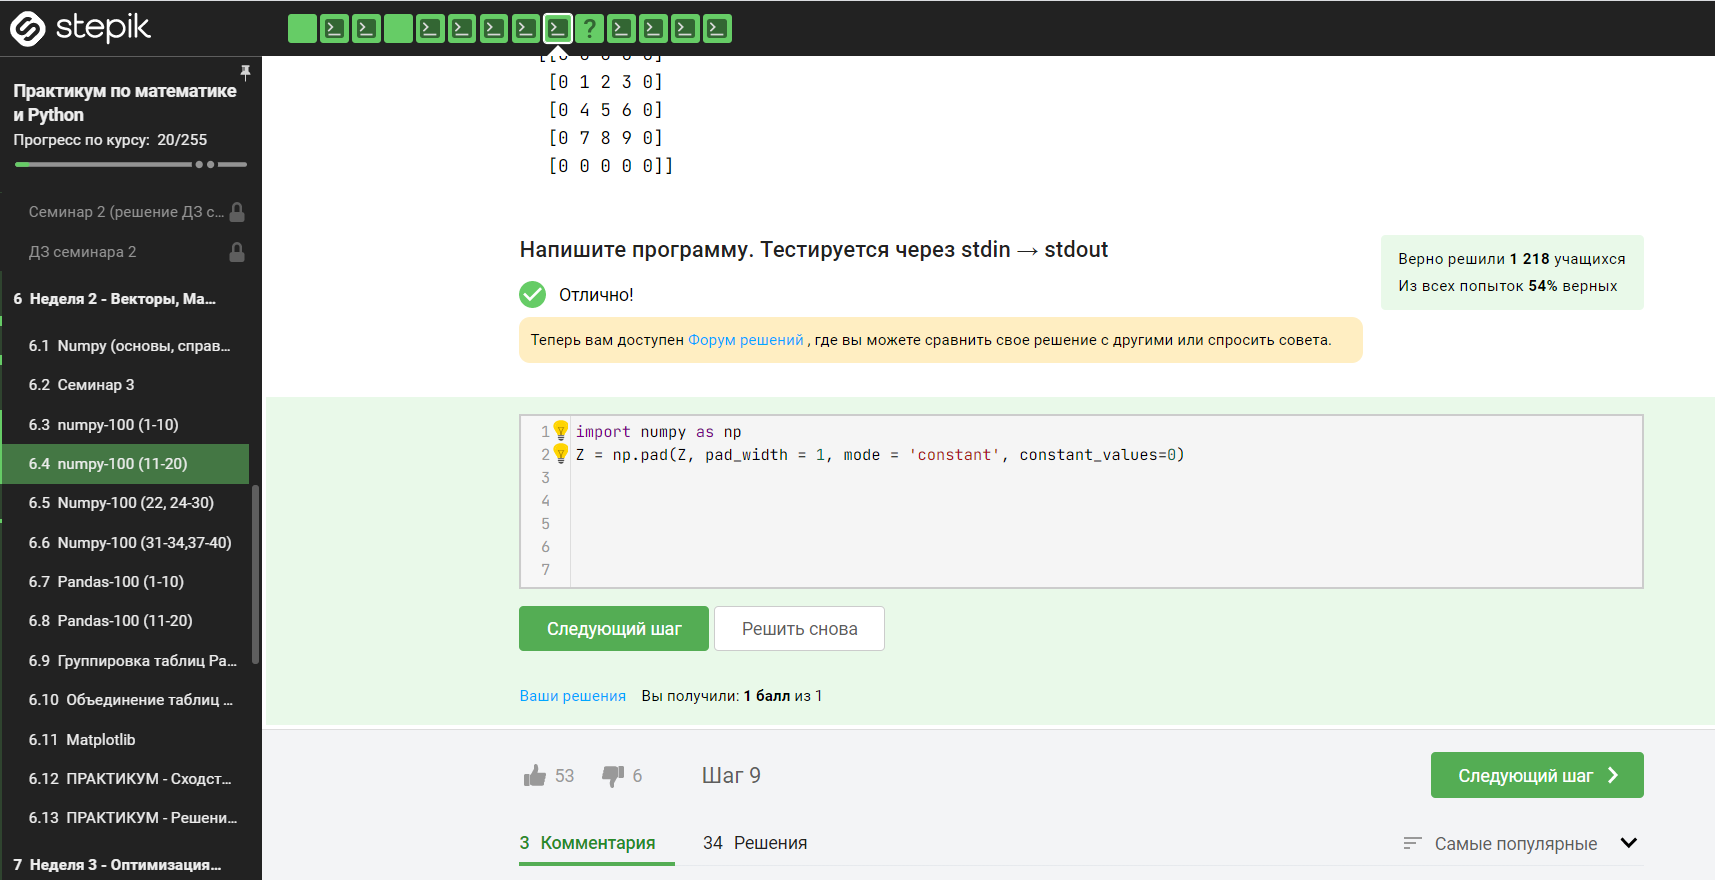 stepik
?
Практикум по математике
и Python
Прогресс по курсу: 20/255
Семинар 2 (решение ДЗ с...
ДЗ семинара 2
6 Неделя 2 - Векторы, Ма...
6.1 Numpy (основы, справ...
6.2 Семинар 3
6.3 numpy-100 (1-10)
6.4 numpy-100 (11-20)
6.5 Numpy-100 (22, 24-30)
6.6 Numpy-100 (31-34,37-40)
6.7 Pandas-100 (1-10)
6.8 Pandas-100 (11-20)
6.9 Группировка таблиц Pa...
6.10 Объединение таблиц ...
6.11 Matplotlib
6.12 ПРАКТИКУМ - Сходст...
6.13 ПРАКТИКУМ - Решени...
7 Неделя 3 - Оптимизация...
[[0 0 0 0 0]
[0 1 2 3 0]
[0 4 5 6 0]
[0 7 8 9 0]
[0 0 0 0 0]]
Напишите программу. Тестируется через stdin → stdout
Верно решили 1 218 учащихся
Из всех попыток 54% верных
Отлично!
Теперь вам доступен Форум решений , где вы можете сравнить свое решение с другими или спросить совета.
1 import numpy as np
2 Z = np.pad(Z, pad_width = 1, mode = 'constant', constant_values=0)
3
4
5
6
7
Следующий шаг
Решить снова
Ваши решения Вы получили: 1 балл из 1
53 6 Шаг 9
Следующий шаг
3 Комментария 34 Решения
Самые популярные